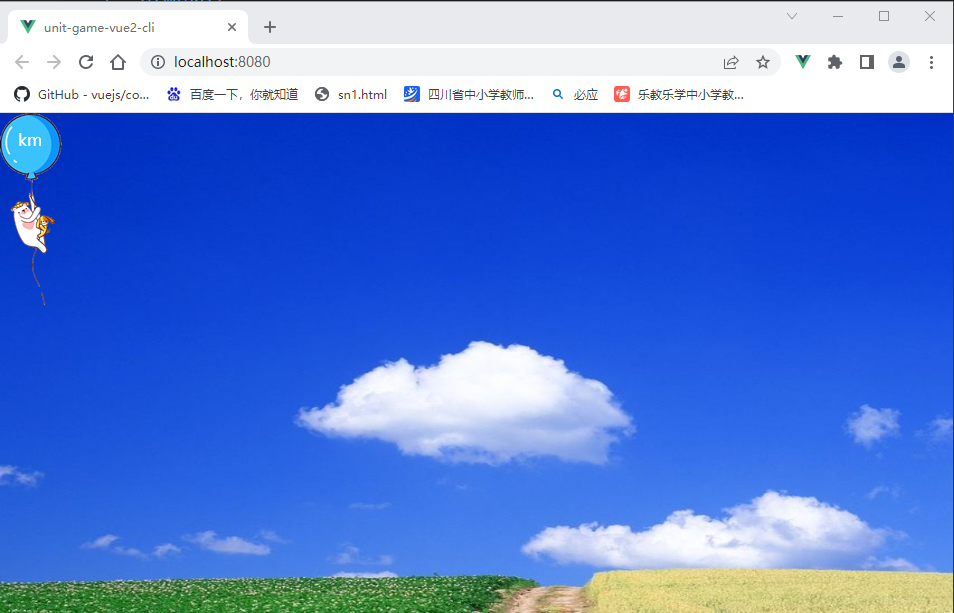 unit-game-vue2-cli
localhost:8080
GitHub - vuejs/co...
百度一下，你就知道
sn1.html
四川省中小学教师...
必应
乐教乐学中小学教...
km